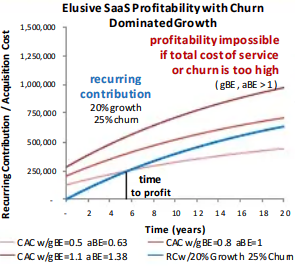 Elusive SaaS Profitability with Churn
Dominated Growth
Recurring Contribution / Acquisition Cost
1,500,000
1,250,000
1,000,000
750,000
500,000
250,000
-
profitability impossible
if total cost of service
or churn is too high
( gBE , aBE > 1 )
recurring
contribution
20% growth
25% churn
time
to profit
- 2 4 6 8 10 12 14 16 18 20
Time (years)
CAC w/gBE=0.5 aBE=0.63
CAC w/gBE=0.8 aBE=1
CAC w/gBE=1.1 aBE=1.38
RCw/20% Growth 25% Churn